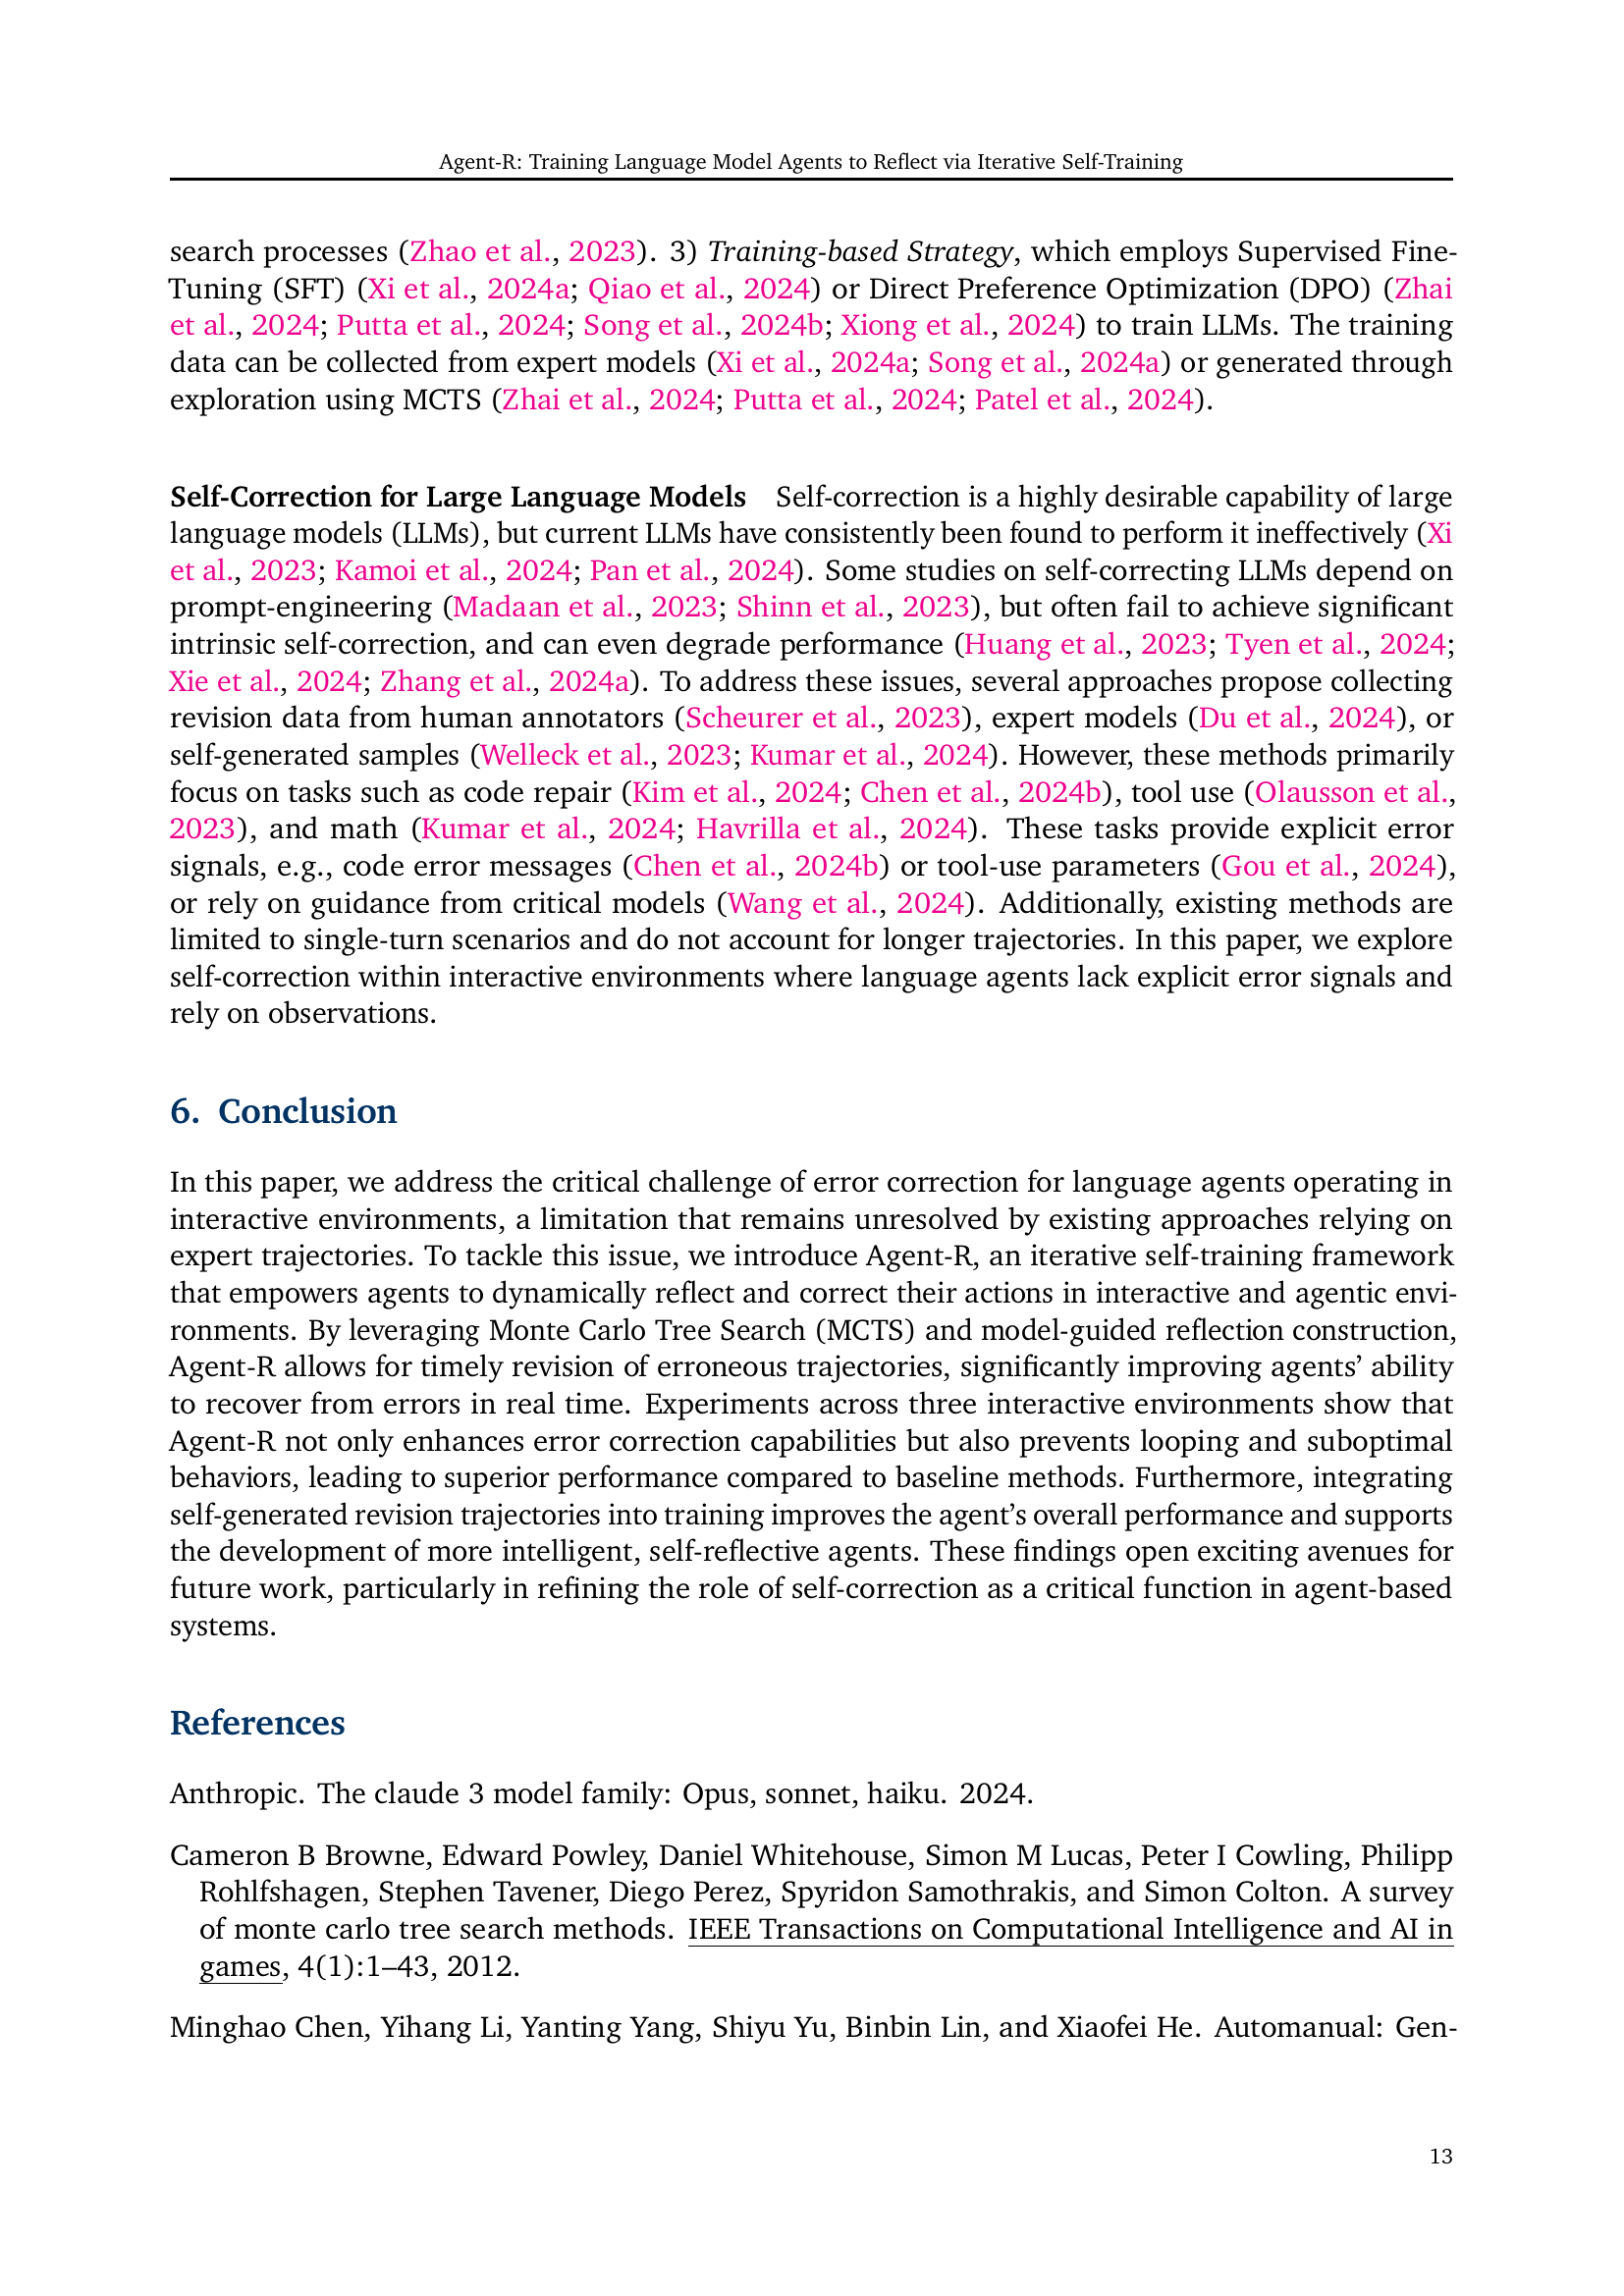 Agent-R: Training Language Model Agents to Reflect via Iterative Self-Training
search processes (Zhao et al., 2023). 3) Training-based Strategy, which employs Supervised Fine-
Tuning (SFT) (Xi et al., 2024a; Qiao et al., 2024) or Direct Preference Optimization (DPO) (Zhai
et al., 2024; Putta et al., 2024; Song et al., 2024b; Xiong et al., 2024) to train LLMs. The training
data can be collected from expert models (Xi et al., 2024a; Song et al., 2024a) or generated through
exploration using MCTS (Zhai et al., 2024; Putta et al., 2024; Patel et al., 2024).
Self-Correction for Large Language Models Self-correction is a highly desirable capability of large
language models (LLMs), but current LLMs have consistently been found to perform it ineffectively (Xi
et al., 2023; Kamoi et al., 2024; Pan et al., 2024). Some studies on self-correcting LLMs depend on
prompt-engineering (Madaan et al., 2023; Shinn et al., 2023), but often fail to achieve significant
intrinsic self-correction, and can even degrade performance (Huang et al., 2023; Tyen et al., 2024;
Xie et al., 2024; Zhang et al., 2024a). To address these issues, several approaches propose collecting
revision data from human annotators (Scheurer et al., 2023), expert models (Du et al., 2024), or
self-generated samples (Welleck et al., 2023; Kumar et al., 2024). However, these methods primarily
focus on tasks such as code repair (Kim et al., 2024; Chen et al., 2024b), tool use (Olausson et al.,
2023), and math (Kumar et al., 2024; Havrilla et al., 2024). These tasks provide explicit error
signals, e.g., code error messages (Chen et al., 2024b) or tool-use parameters (Gou et al., 2024),
or rely on guidance from critical models (Wang et al., 2024). Additionally, existing methods are
limited to single-turn scenarios and do not account for longer trajectories. In this paper, we explore
self-correction within interactive environments where language agents lack explicit error signals and
rely on observations.
6. Conclusion
In this paper, we address the critical challenge of error correction for language agents operating in
interactive environments, a limitation that remains unresolved by existing approaches relying on
expert trajectories. To tackle this issue, we introduce Agent-R, an iterative self-training framework
that empowers agents to dynamically reflect and correct their actions in interactive and agentic envi-
ronments. By leveraging Monte Carlo Tree Search (MCTS) and model-guided reflection construction,
Agent-R allows for timely revision of erroneous trajectories, significantly improving agents’ ability
to recover from errors in real time. Experiments across three interactive environments show that
Agent-R not only enhances error correction capabilities but also prevents looping and suboptimal
behaviors, leading to superior performance compared to baseline methods. Furthermore, integrating
self-generated revision trajectories into training improves the agent’s overall performance and supports
the development of more intelligent, self-reflective agents. These findings open exciting avenues for
future work, particularly in refining the role of self-correction as a critical function in agent-based
systems.
References
Anthropic. The claude 3 model family: Opus, sonnet, haiku. 2024.
Cameron B Browne, Edward Powley, Daniel Whitehouse, Simon M Lucas, Peter I Cowling, Philipp
Rohlfshagen, Stephen Tavener, Diego Perez, Spyridon Samothrakis, and Simon Colton. A survey
of monte carlo tree search methods. IEEE Transactions on Computational Intelligence and AI in
games, 4(1):1–43, 2012.
Minghao Chen, Yihang Li, Yanting Yang, Shiyu Yu, Binbin Lin, and Xiaofei He. Automanual: Gen-
13